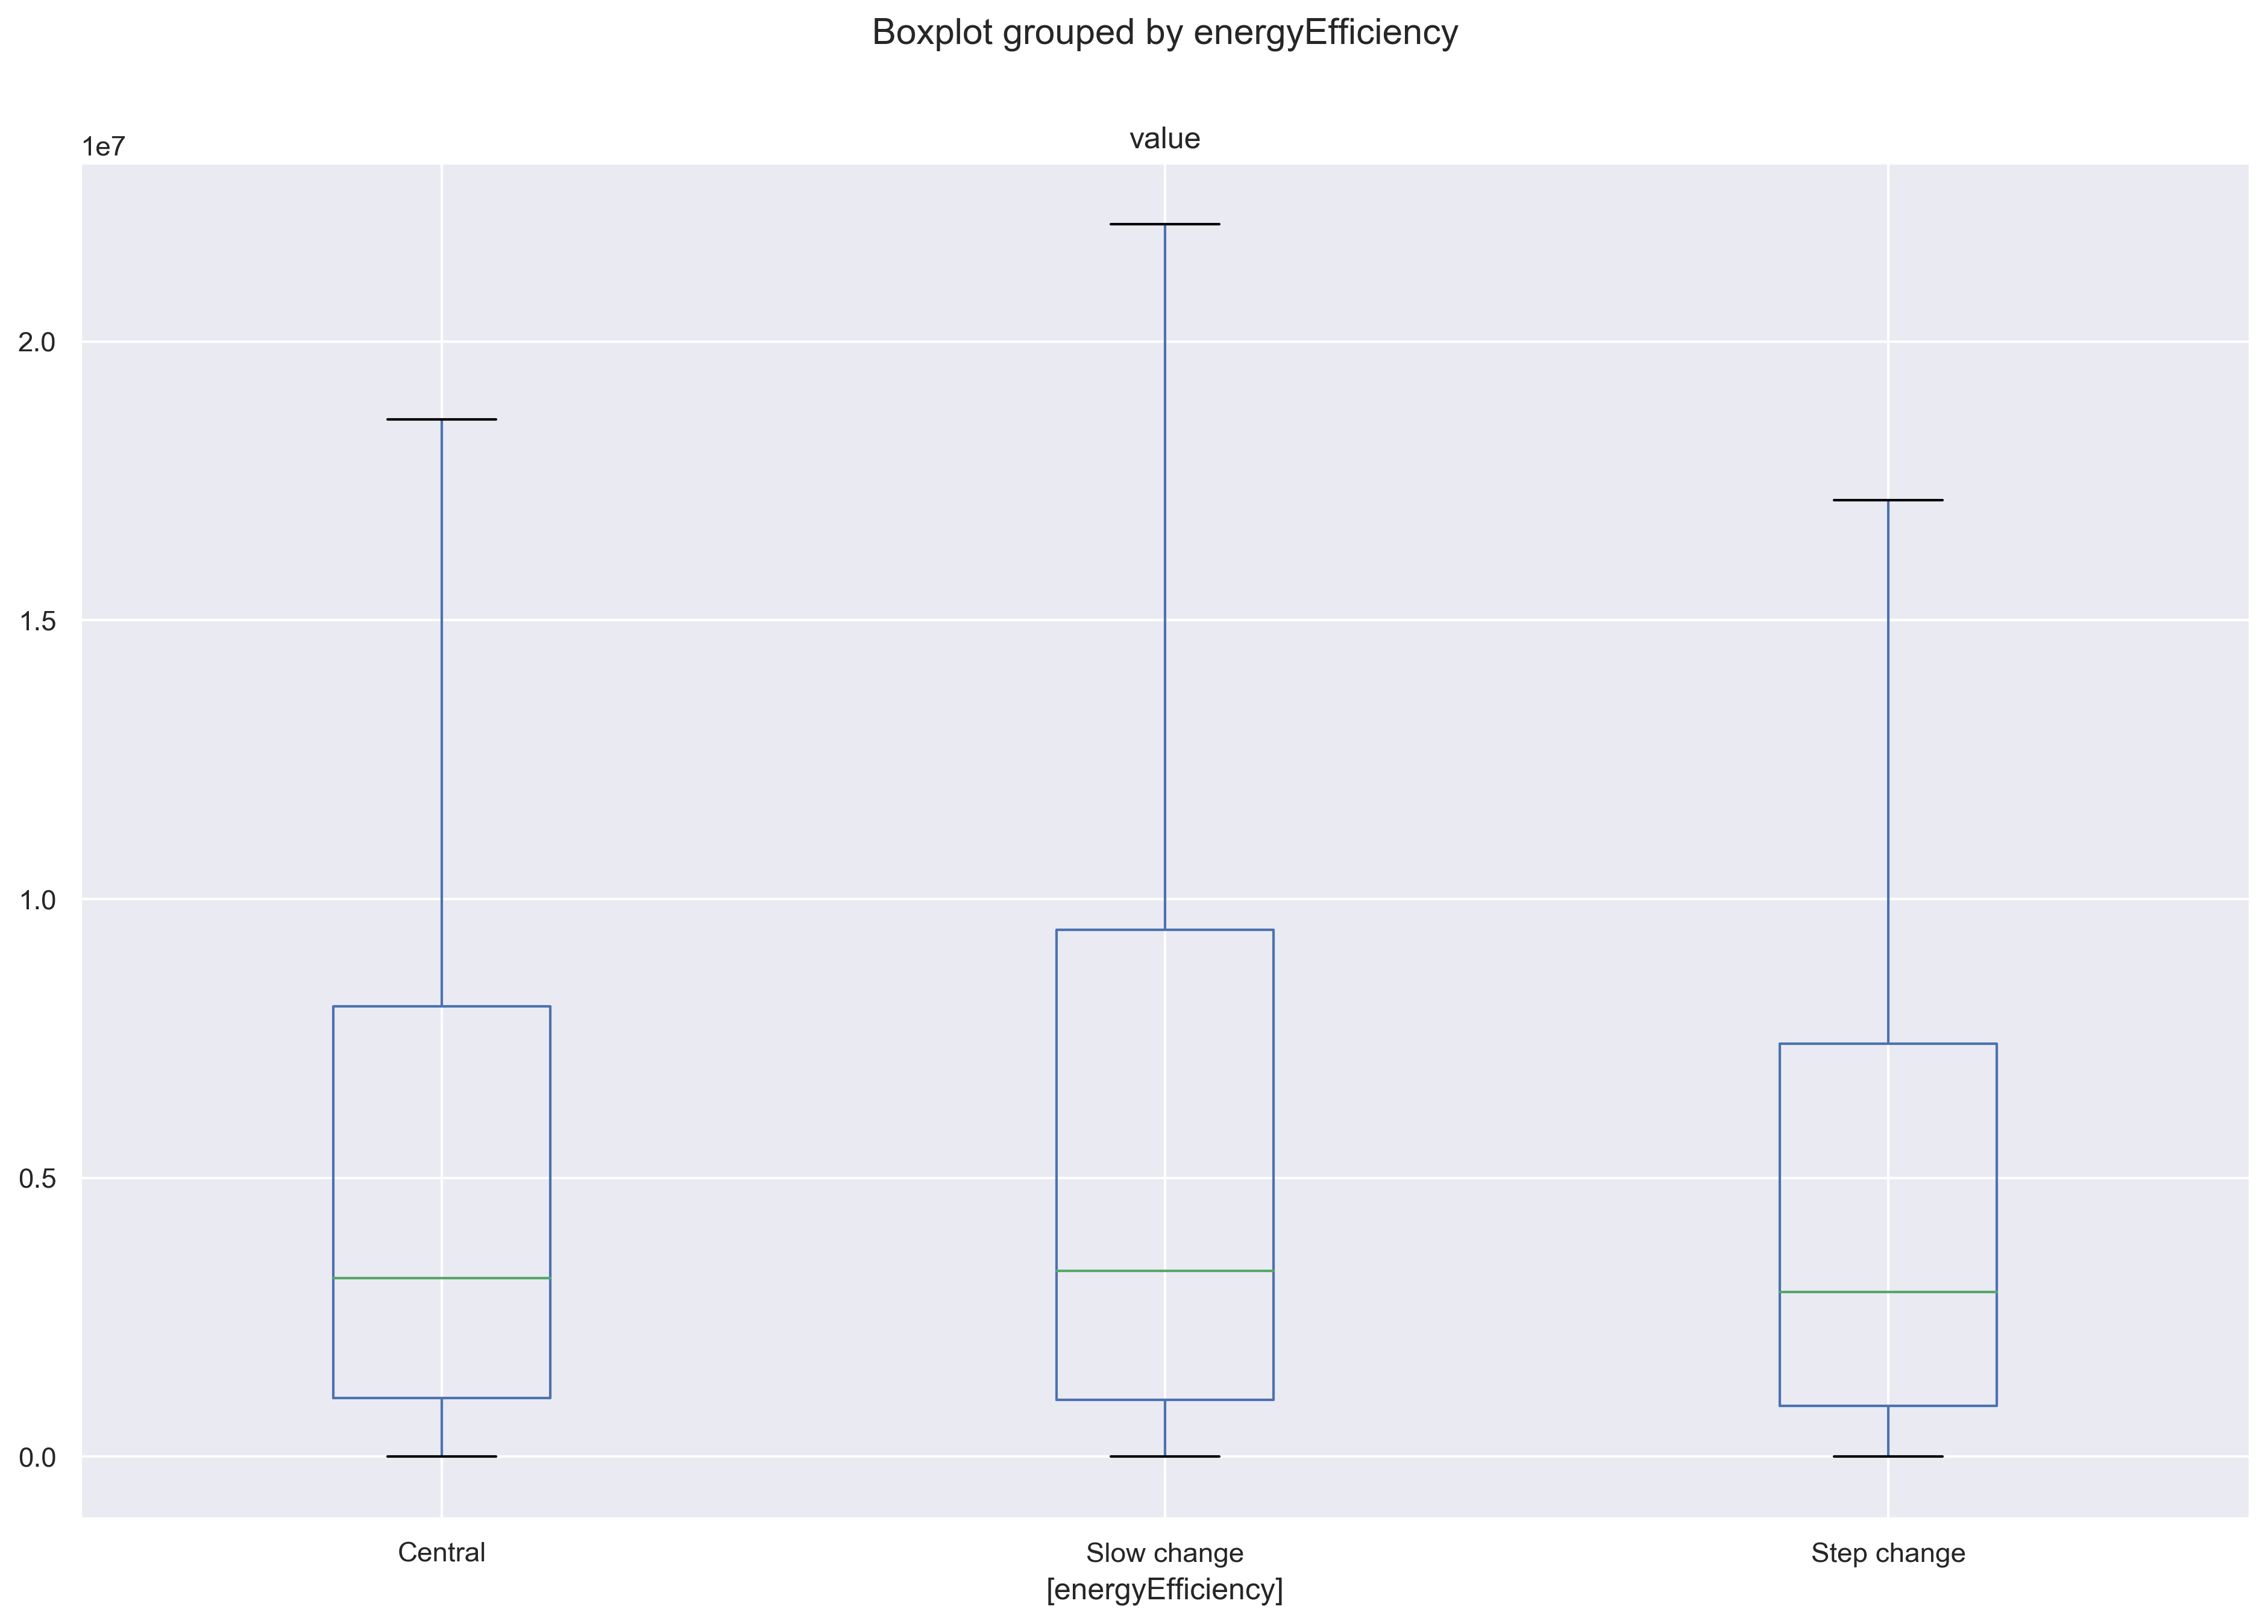 Boxplot grouped by energyEfficiency
value
1e7
2.0
1.5
1.0
0.5
0.0
Central
Slow change
Step change
[energyEfficiency]